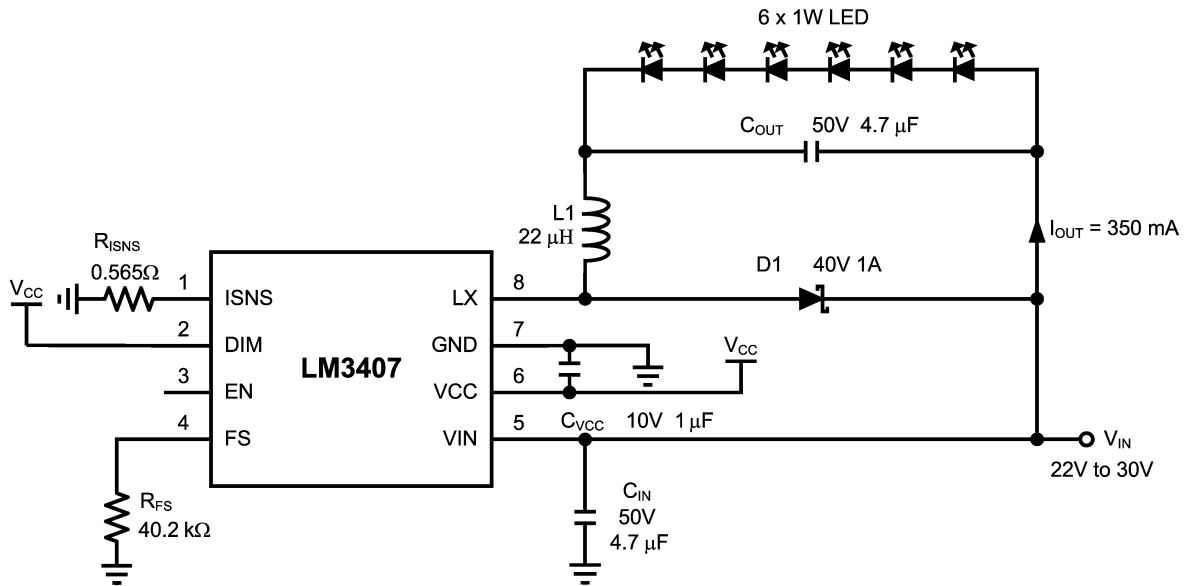 6 x 1W LED
COUT 50V 4.7 µF
L1
22 µH
IOUT = 350 mA
D1 40V 1A
RISNS
0.565Ω
VCC
1
ISNS
LX
8
2
DIM
GND
7
VCC
LM3407
3
EN
VCC
6
4
FS
VIN
5
CVCC 10V 1 µF
VIN
22V to 30V
RFS
40.2 kΩ
CIN
50V
4.7 µF